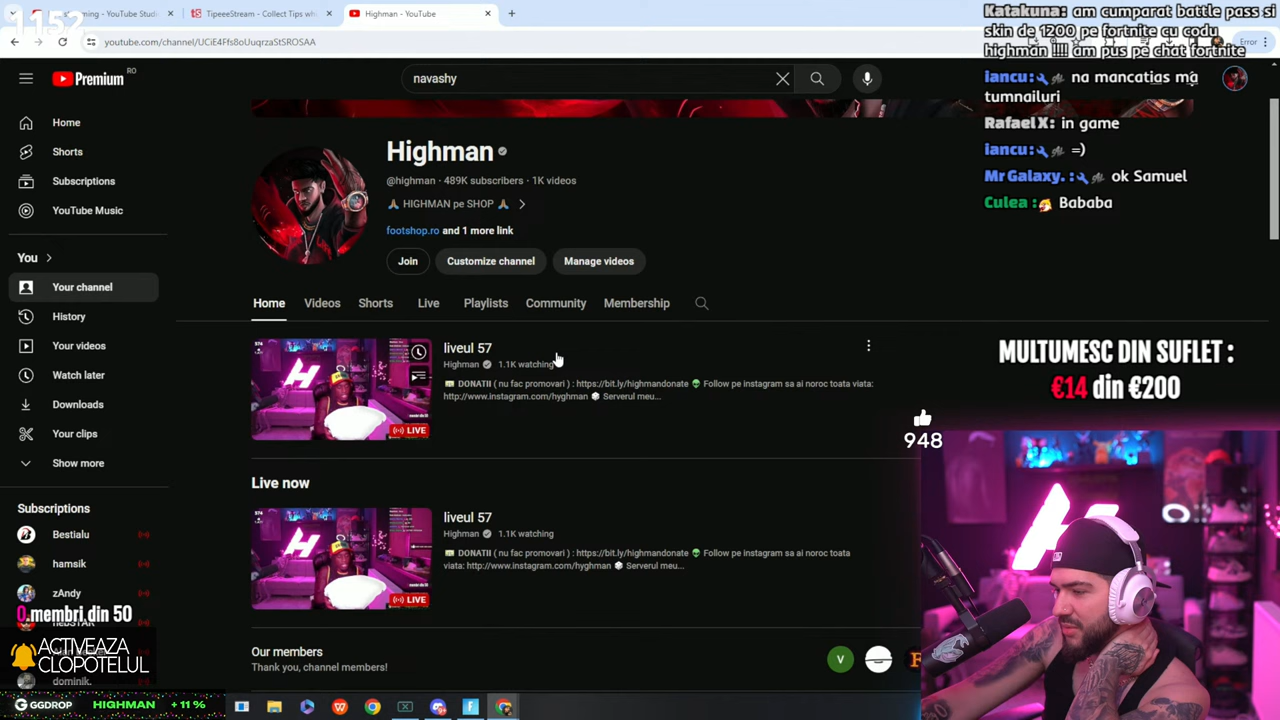 1152
ming - YouTube Studi
TipeeeStream - Collect Tips whi
Highman - YouTube
youtube.com/channel/UCiE4Ffs8oUuqrzaStSROSAA
Error
Premium
RO
navashy
Home
Shorts
Subscriptions
YouTube Music
You
Your channel
History
Your videos
Watch later
Downloads
Your clips
Show more
Subscriptions
Bestialu
hamsik
zAndy
dominik.
0 membri din 50
ACTIVEAZA
CLOPOTELUL
GGDROP
HIGHMAN
+ 11 %
Highman
@highman · 489K subscribers · 1K videos
🙏 HIGHMAN pe SHOP 🙏
footshop.ro and 1 more link
Join
Customize channel
Manage videos
Home
Videos
Shorts
Live
Playlists
Community
Membership
liveul 57
Highman
1.1K watching
DONATII ( nu fac promovari ) : https://bit.ly/highmandonate 👽 Follow pe instagram sa ai noroc toata viata:
http://www.instagram.com/hyghman 🎲 Serverul meu...
LIVE
Live now
liveul 57
Highman
1.1K watching
DONATII ( nu fac promovari ) : https://bit.ly/highmandonate 👽 Follow pe instagram sa ai noroc toata
viata: http://www.instagram.com/hyghman 🎲 Serverul meu...
LIVE
Our members
Thank you, channel members!
V
Katakuna: am cumparat battle pass si
skin de 1200 pe fortnite cu codu
highman !!!! am pus pe chat fortnite
iancu: na mancatias ma
tumnailuri
RafaelX: in game
iancu: =)
Mr Galaxy. : ok Samuel
Culea : Bababa
MULTUMESC DIN SUFLET :
€14 din €200
948